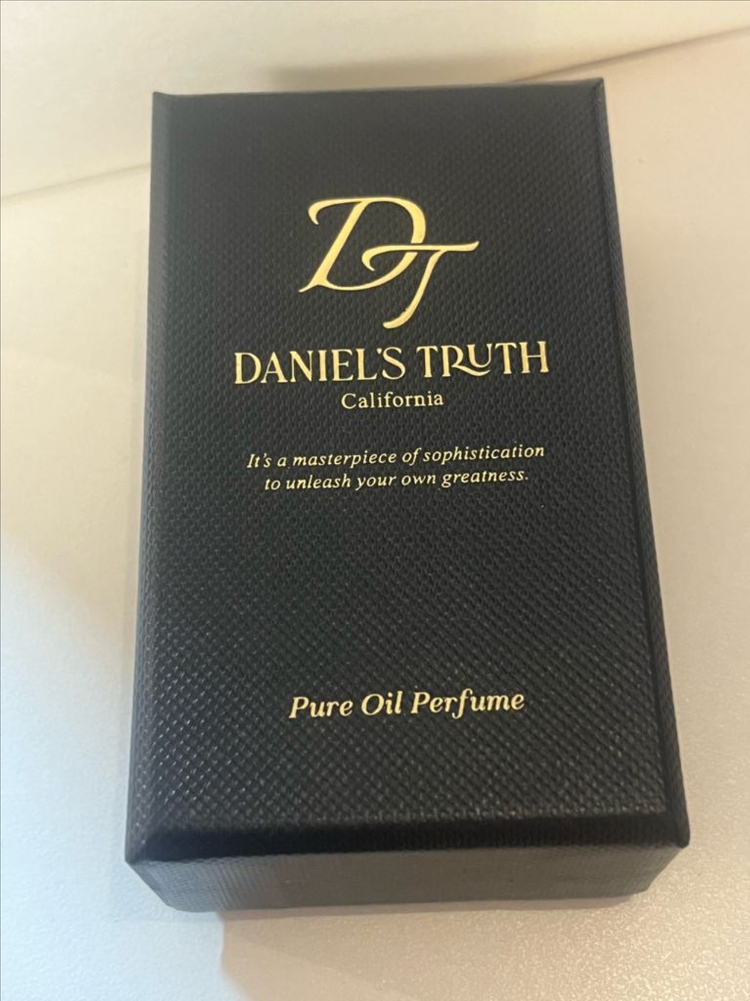 DT
DANIEL'S TRUTH
California
It's a masterpiece of sophistication
to unleash your own greatness.
Pure Oil Perfume